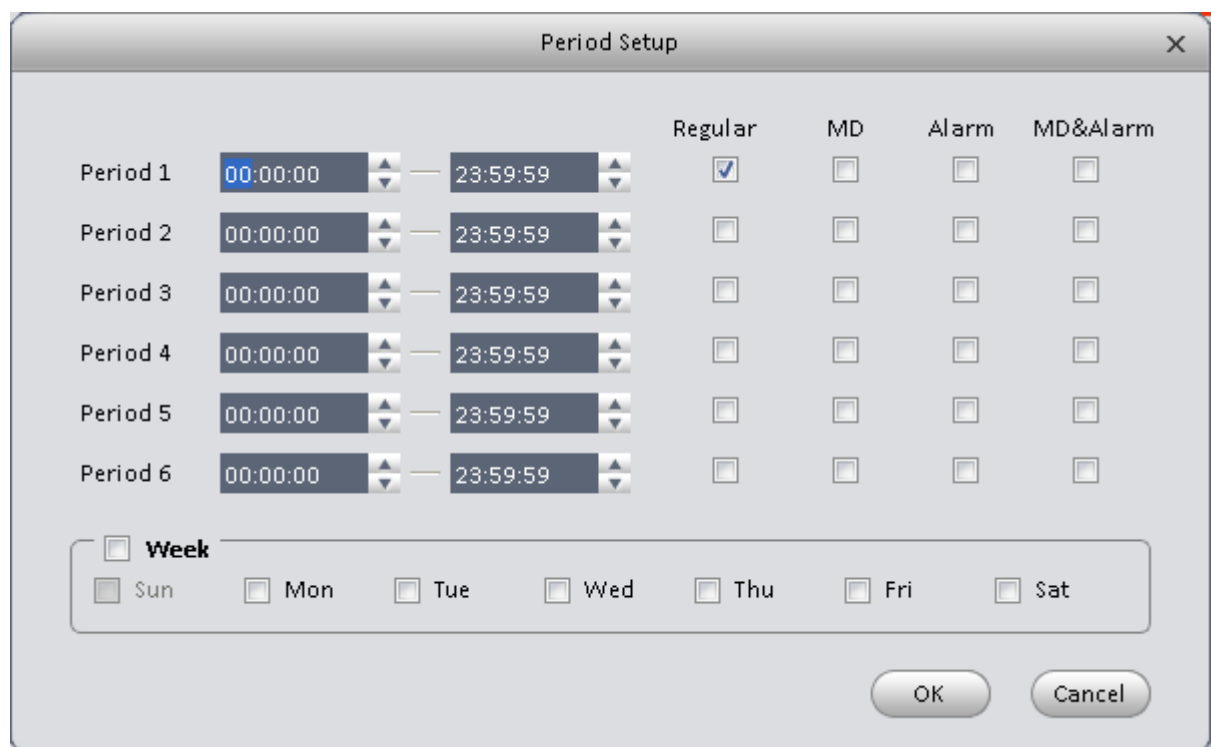 Period Setup
Regular MD Alarm MD&Alarm
Period 1 00:00:00 — 23:59:59
Period 2 00:00:00 — 23:59:59
Period 3 00:00:00 — 23:59:59
Period 4 00:00:00 — 23:59:59
Period 5 00:00:00 — 23:59:59
Period 6 00:00:00 — 23:59:59
Week
Sun Mon Tue Wed Thu Fri Sat
OK Cancel